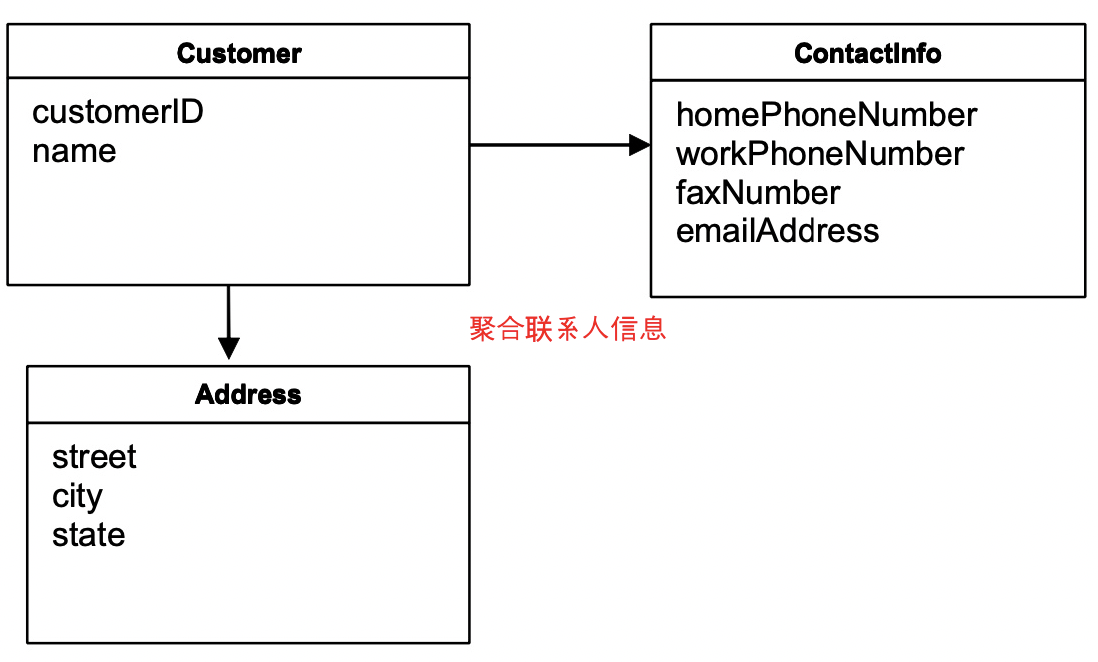 Customer
customerID
name
ContactInfo
homePhoneNumber
workPhoneNumber
faxNumber
emailAddress
聚合联系人信息
Address
street
city
state